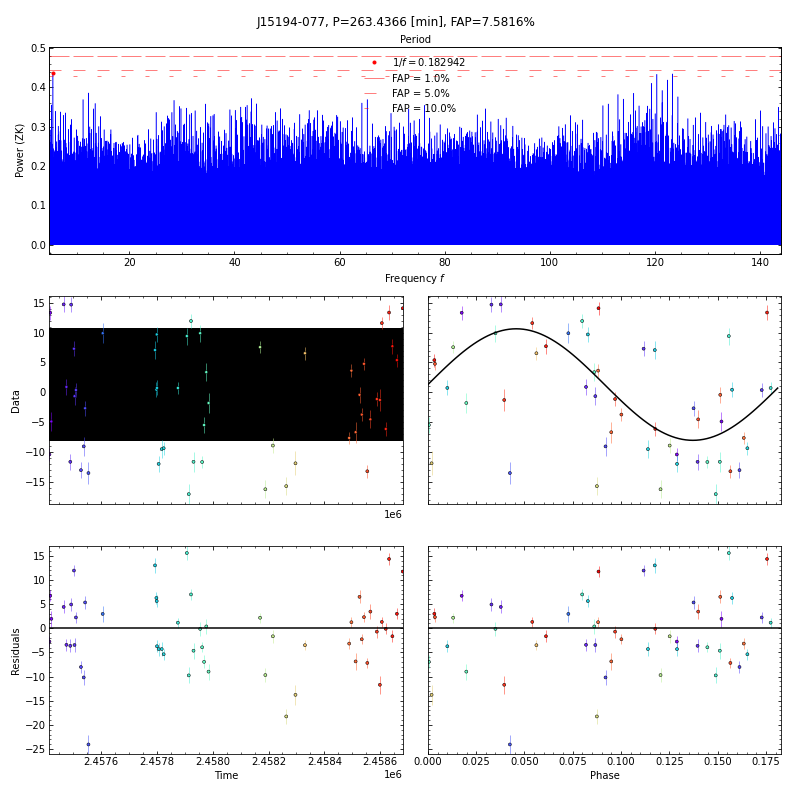 J15194-077, P=263.4366 [min], FAP=7.5816%
Period
0.5
0.4
0.3
0.2
0.1
0.0
Power (ZK)
1/f = 0.182942
FAP = 1.0%
FAP = 5.0%
FAP = 10.0%
20 40 60 80 100 120 140
Frequency f
15
10
5
0
−5
−10
−15
Data
1e6
15
10
5
0
−5
−10
−15
−20
−25
Residuals
2.4576 2.4578 2.4580 2.4582 2.4584 2.4586
Time
1e6
0.000 0.025 0.050 0.075 0.100 0.125 0.150 0.175
Phase